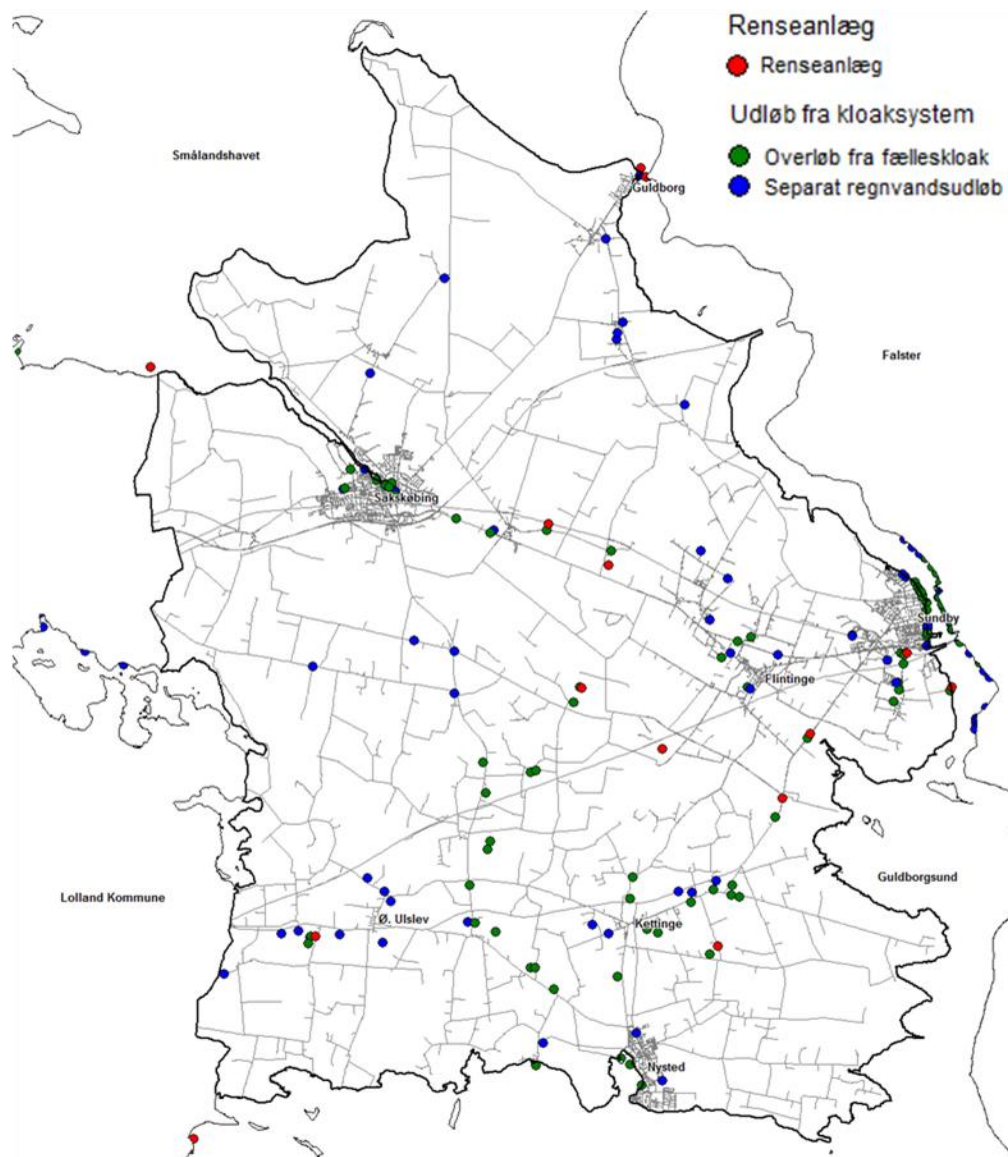 Renseanlæg
Renseanlæg
Udløb fra kloaksystem
Overløb fra fælleskloak
Separat regnvandsudløb
Smålandshavet
Guldborg
Falster
Sakskøbing
Sundby
Flintinge
Guldborgsund
Lolland Kommune
Ø. Ulslev
Kettinge
Nysted